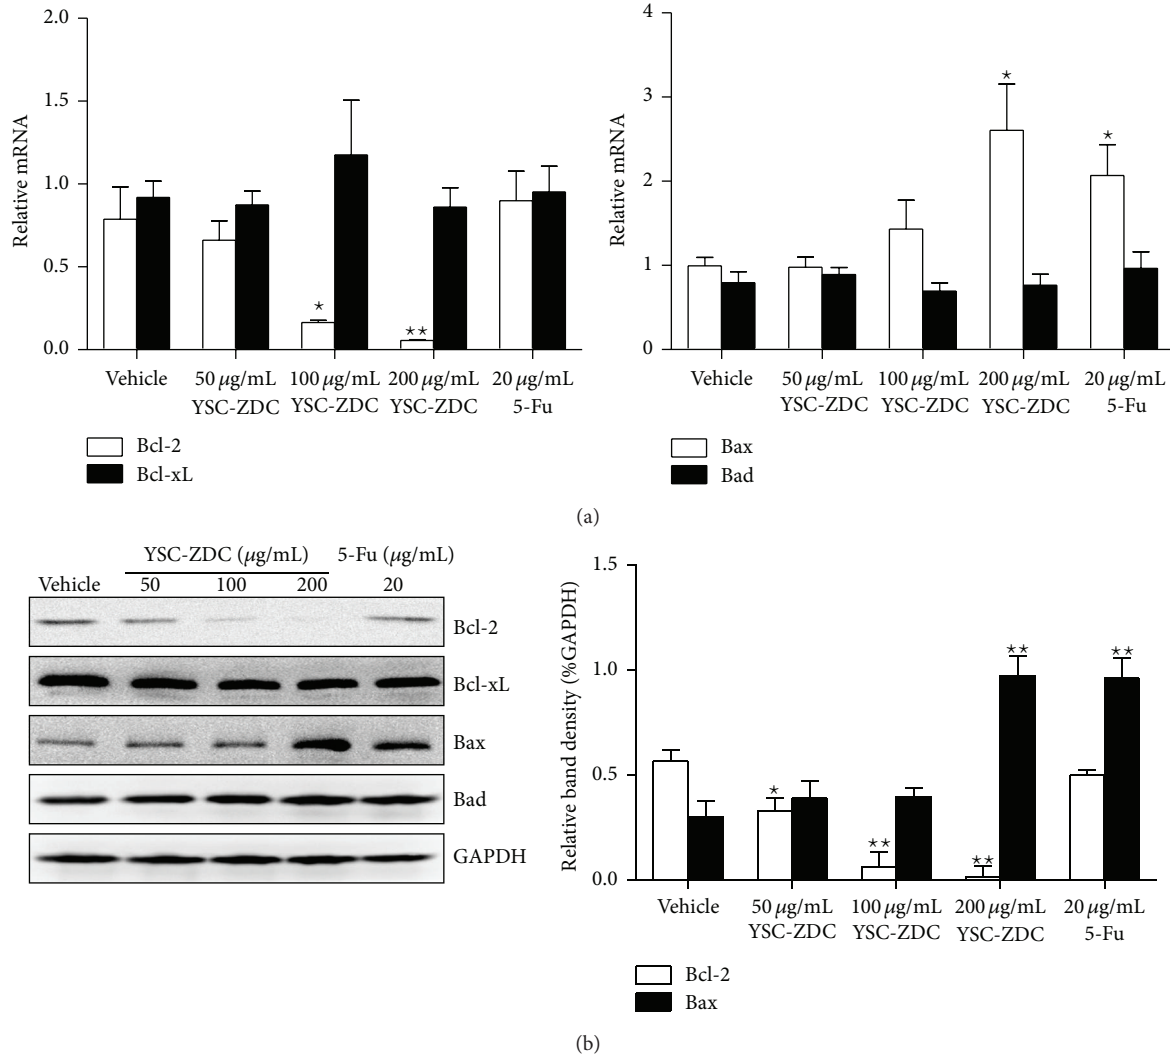 2.0
1.5
1.0
0.5
0.0
Relative mRNA
*
**
Vehicle 50 μg/mL 100 μg/mL 200 μg/mL 20 μg/mL
YSC-ZDC YSC-ZDC YSC-ZDC 5-Fu
Bcl-2
Bcl-xL
4
3
2
1
0
Relative mRNA
*
*
Vehicle 50 μg/mL 100 μg/mL 200 μg/mL 20 μg/mL
YSC-ZDC YSC-ZDC YSC-ZDC 5-Fu
Bax
Bad
(a)
YSC-ZDC (μg/mL) 5-Fu (μg/mL)
Vehicle 50 100 200 20
Bcl-2
Bcl-xL
Bax
Bad
GAPDH
1.5
1.0
0.5
0.0
Relative band density (%GAPDH)
*
**
**
**
**
Vehicle 50 μg/mL 100 μg/mL 200 μg/mL 20 μg/mL
YSC-ZDC YSC-ZDC YSC-ZDC 5-Fu
Bcl-2
Bax
(b)